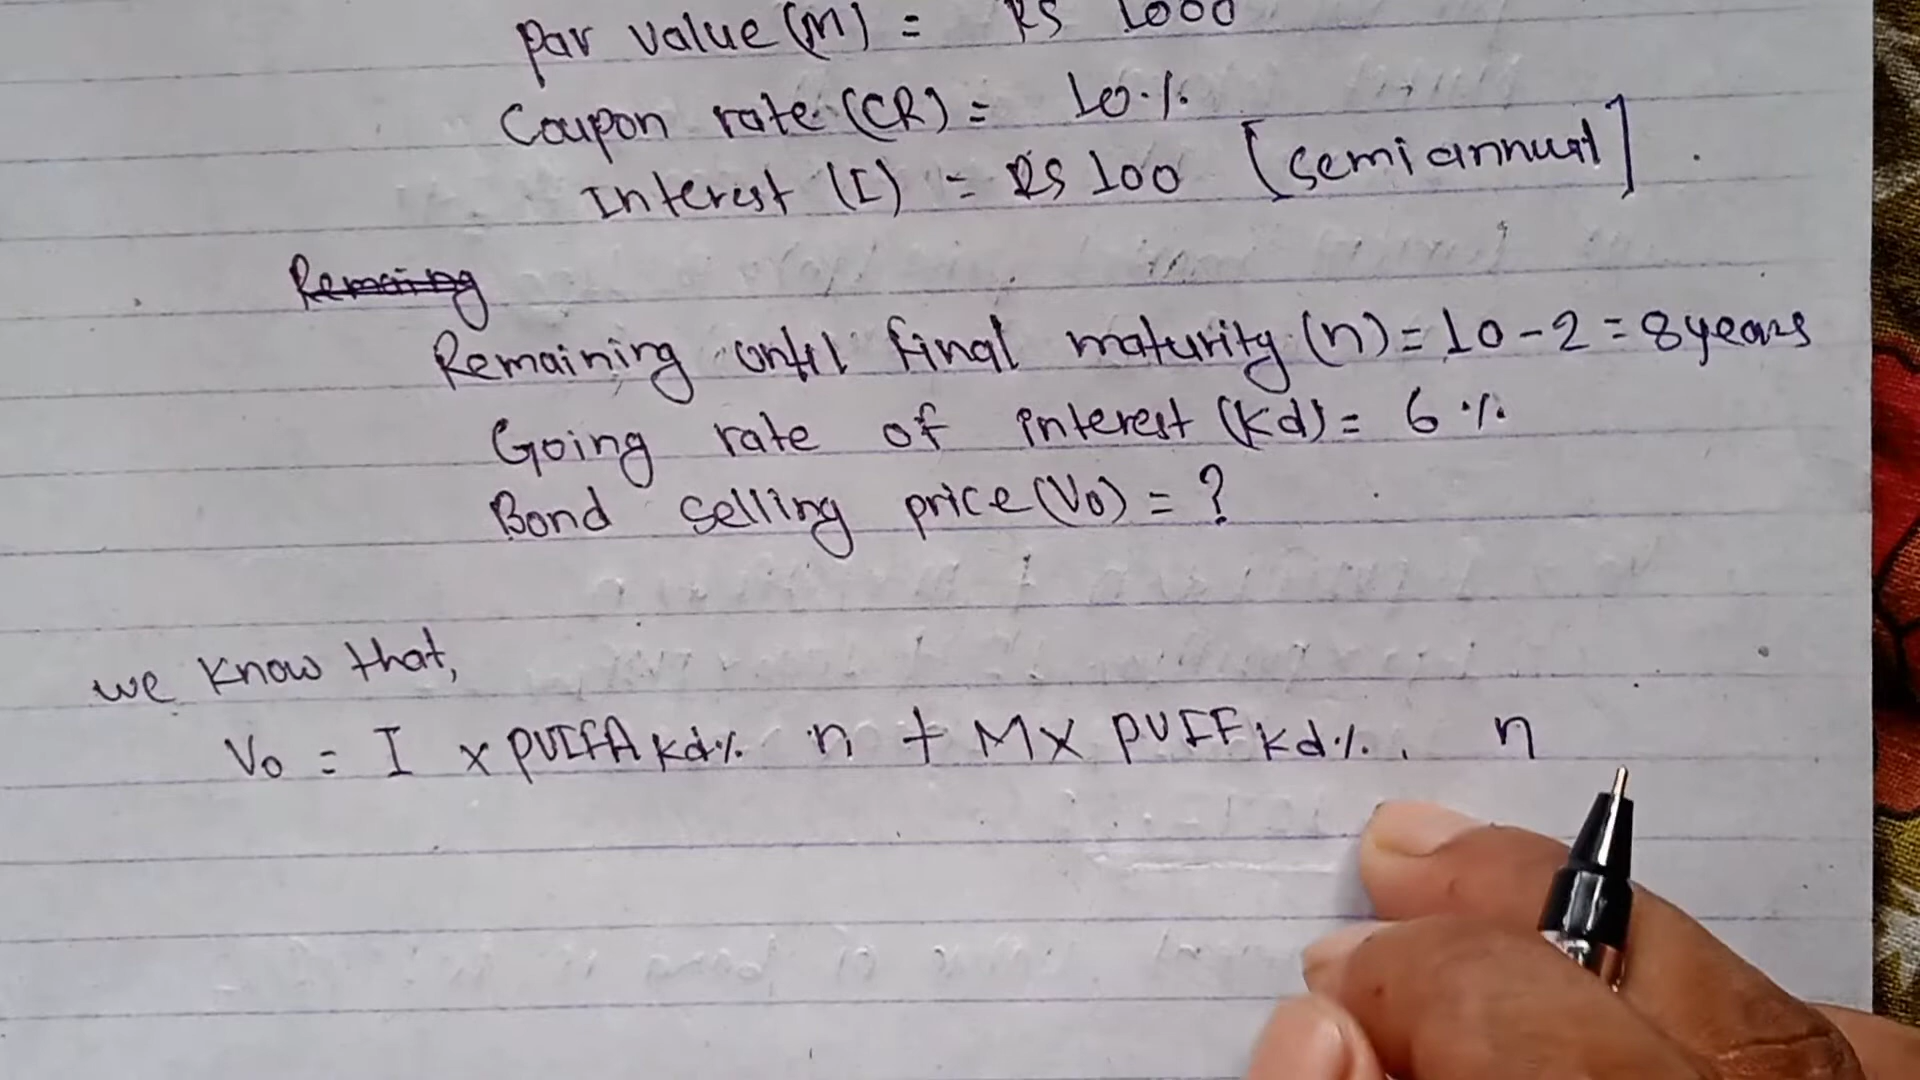 par value (M) = RS 1000
Coupon rate (CR) = 10%
Interest (I) = RS 100 [semiannual]
Remaining
Remaining until final maturity (n) = 10 - 2 = 8 years
Going rate of interest (kd) = 6%
Bond selling price (V0) = ?
we know that,
V0 = I x PVIFA kd% n + M x PVIF kd%, n